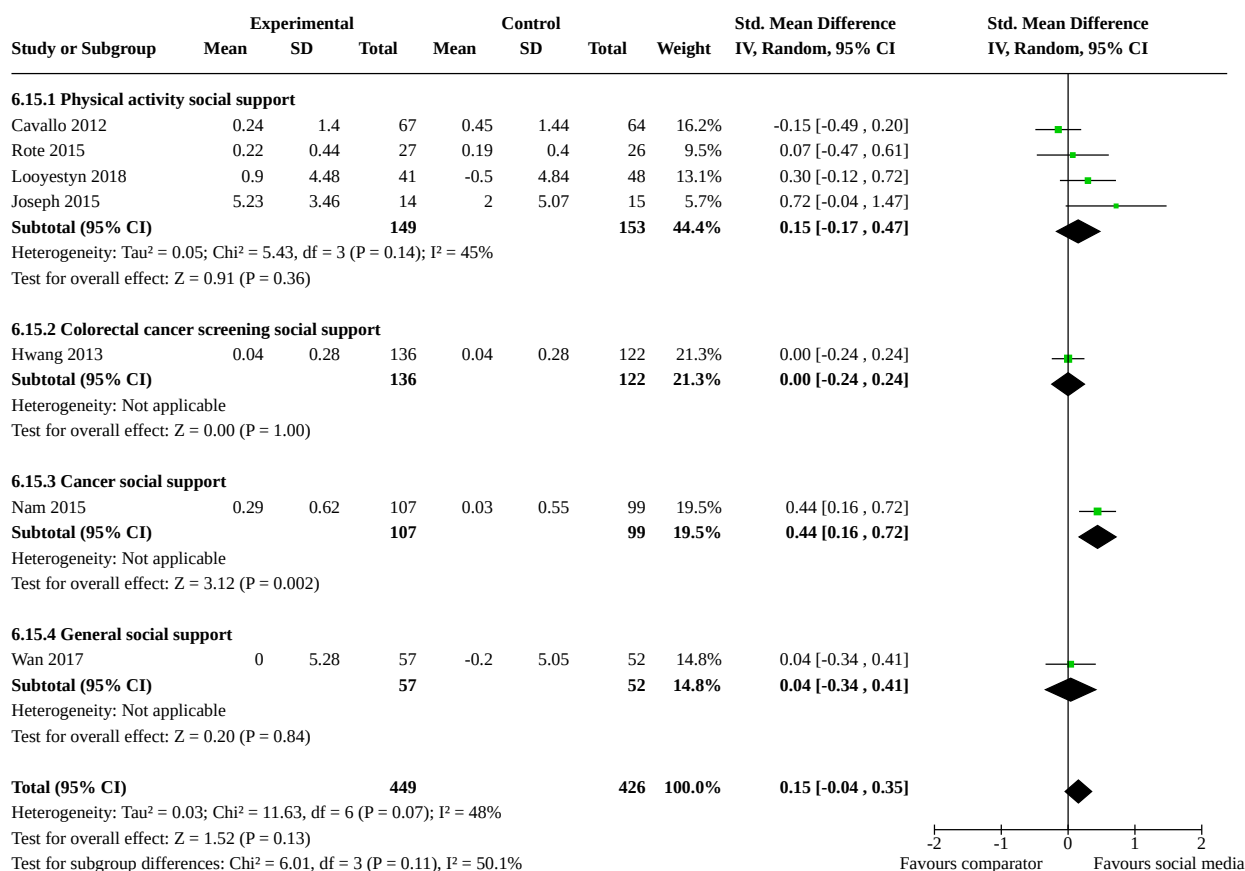 Experimental Control Std. Mean Difference Std. Mean Difference
Study or Subgroup Mean SD Total Mean SD Total Weight IV, Random, 95% CI IV, Random, 95% CI
6.15.1 Physical activity social support
Cavallo 2012 0.24 1.4 67 0.45 1.44 64 16.2% -0.15 [-0.49 , 0.20]
Rote 2015 0.22 0.44 27 0.19 0.4 26 9.5% 0.07 [-0.47 , 0.61]
Looyestyn 2018 0.9 4.48 41 -0.5 4.84 48 13.1% 0.30 [-0.12 , 0.72]
Joseph 2015 5.23 3.46 14 2 5.07 15 5.7% 0.72 [-0.04 , 1.47]
Subtotal (95% CI) 149 153 44.4% 0.15 [-0.17 , 0.47]
Heterogeneity: Tau² = 0.05; Chi² = 5.43, df = 3 (P = 0.14); I² = 45%
Test for overall effect: Z = 0.91 (P = 0.36)
6.15.2 Colorectal cancer screening social support
Hwang 2013 0.04 0.28 136 0.04 0.28 122 21.3% 0.00 [-0.24 , 0.24]
Subtotal (95% CI) 136 122 21.3% 0.00 [-0.24 , 0.24]
Heterogeneity: Not applicable
Test for overall effect: Z = 0.00 (P = 1.00)
6.15.3 Cancer social support
Nam 2015 0.29 0.62 107 0.03 0.55 99 19.5% 0.44 [0.16 , 0.72]
Subtotal (95% CI) 107 99 19.5% 0.44 [0.16 , 0.72]
Heterogeneity: Not applicable
Test for overall effect: Z = 3.12 (P = 0.002)
6.15.4 General social support
Wan 2017 0 5.28 57 -0.2 5.05 52 14.8% 0.04 [-0.34 , 0.41]
Subtotal (95% CI) 57 52 14.8% 0.04 [-0.34 , 0.41]
Heterogeneity: Not applicable
Test for overall effect: Z = 0.20 (P = 0.84)
Total (95% CI) 449 426 100.0% 0.15 [-0.04 , 0.35]
Heterogeneity: Tau² = 0.03; Chi² = 11.63, df = 6 (P = 0.07); I² = 48%
Test for overall effect: Z = 1.52 (P = 0.13)
-2 -1 0 1 2
Test for subgroup differences: Chi² = 6.01, df = 3 (P = 0.11), I² = 50.1% Favours comparator Favours social media